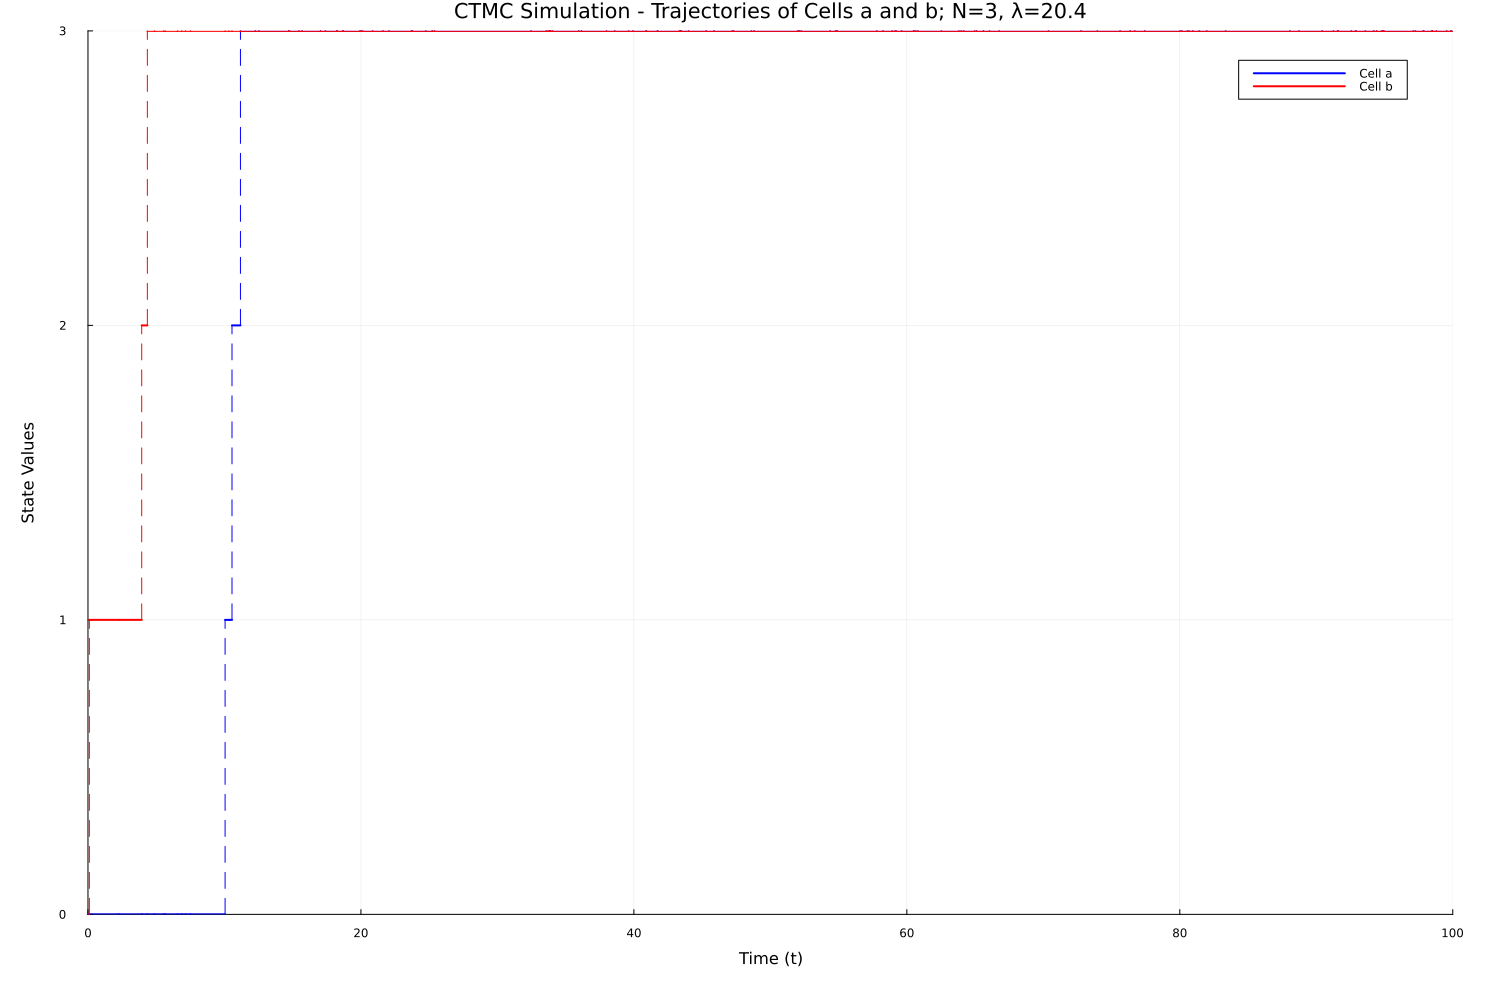 CTMC Simulation - Trajectories of Cells a and b; N=3, λ=20.4
3
Cell a
Cell b
2
State Values
1
0
0 20 40 60 80 100
Time (t)